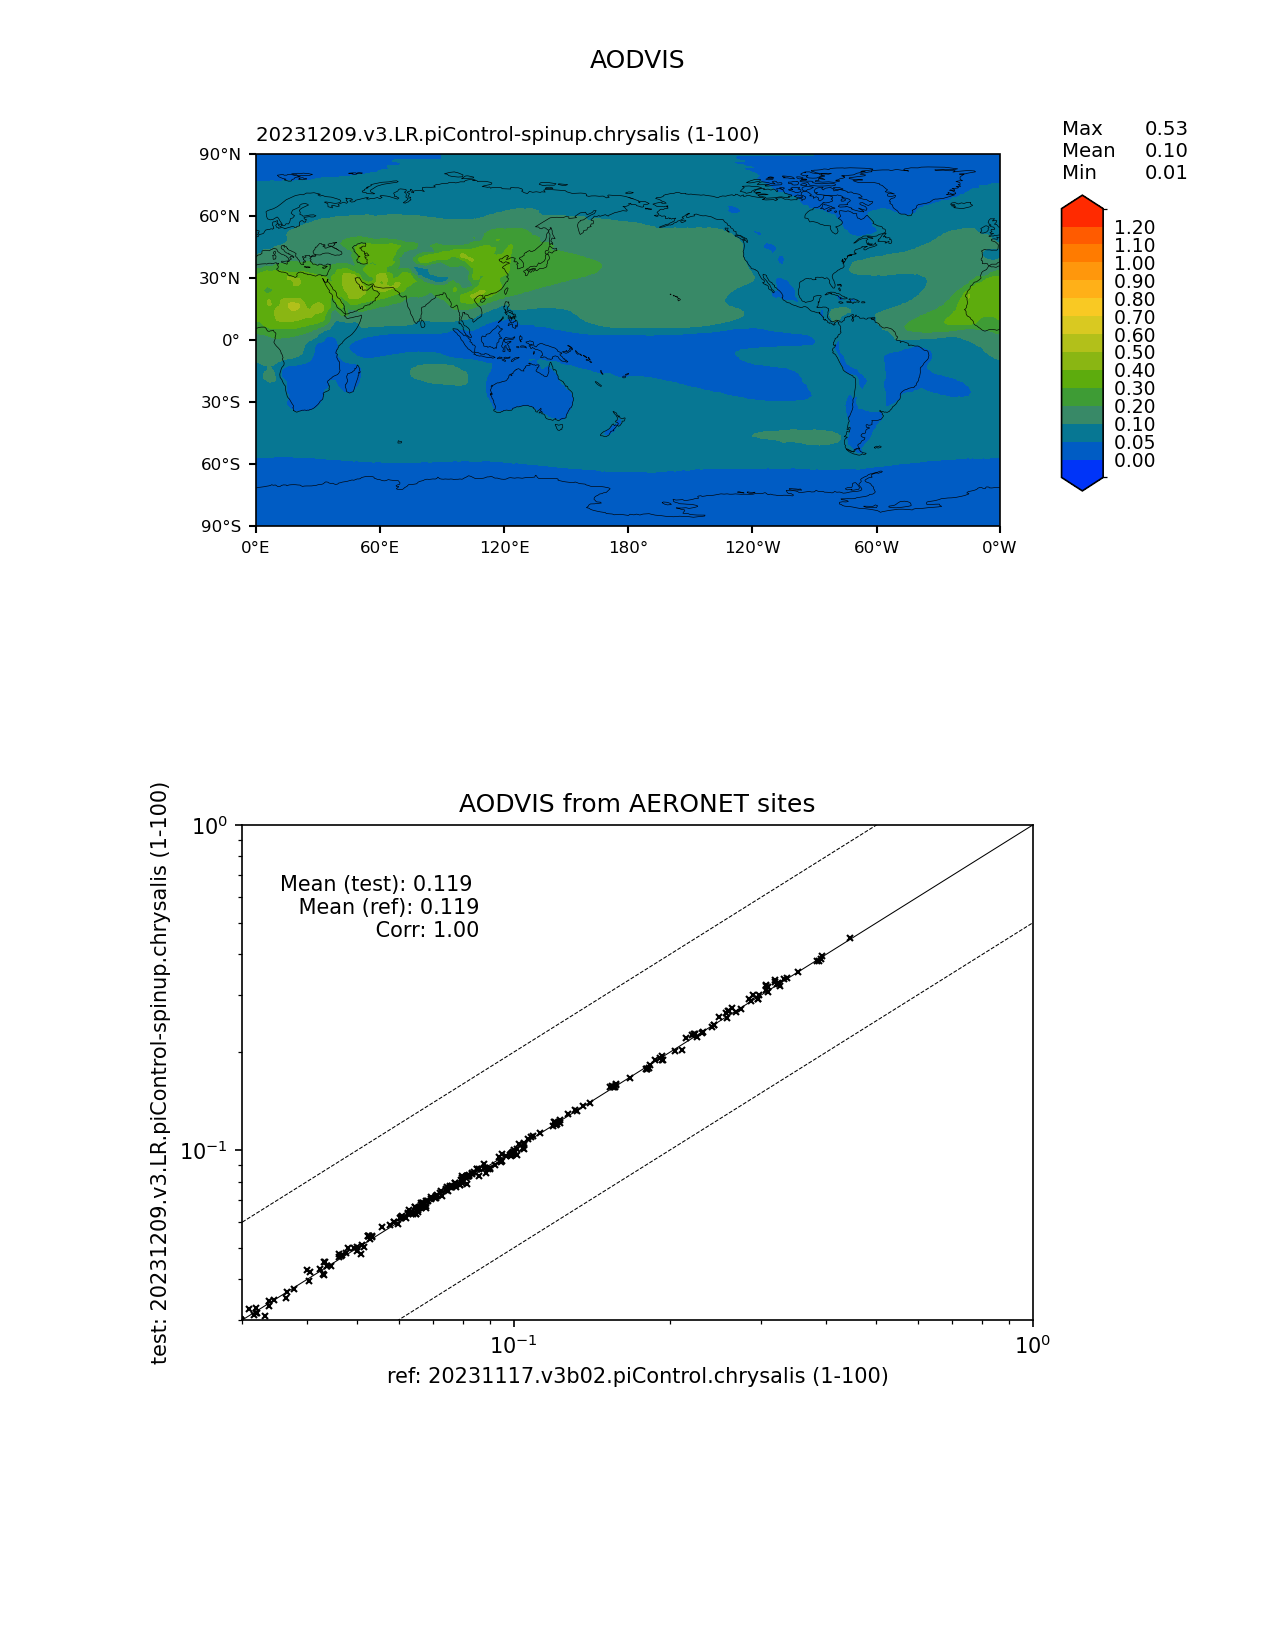 AODVIS
20231209.v3.LR.piControl-spinup.chrysalis (1-100)
Max 0.53
Mean 0.10
Min 0.01
90°N
60°N
30°N
0°
30°S
60°S
90°S
0°E 60°E 120°E 180° 120°W 60°W 0°W
1.20
1.10
1.00
0.90
0.80
0.70
0.60
0.50
0.40
0.30
0.20
0.10
0.05
0.00
AODVIS from AERONET sites
test: 20231209.v3.LR.piControl-spinup.chrysalis (1-100)
10⁰
10⁻¹
Mean (test): 0.119
Mean (ref): 0.119
Corr: 1.00
10⁻¹ 10⁰
ref: 20231117.v3b02.piControl.chrysalis (1-100)